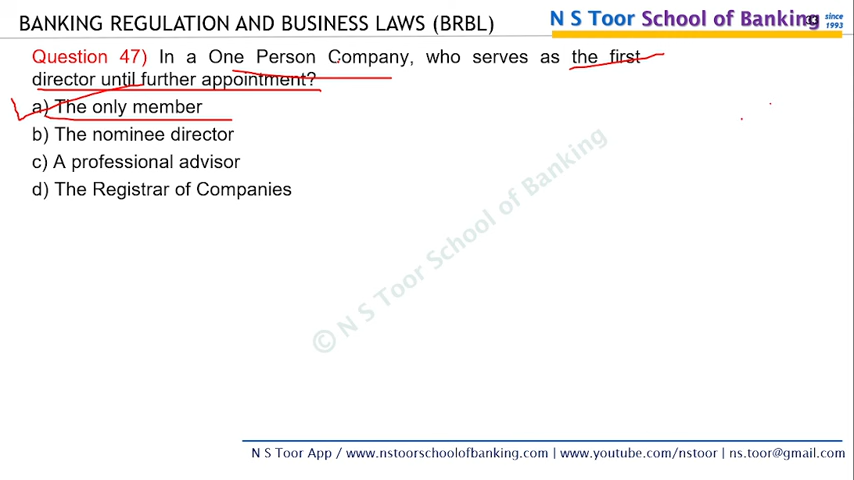 BANKING REGULATION AND BUSINESS LAWS (BRBL)
N S Toor School of Banking since 1993
Question 47) In a One Person Company, who serves as the first
director until further appointment?
a) The only member
b) The nominee director
c) A professional advisor
d) The Registrar of Companies
© N S Toor School of Banking
N S Toor App / www.nstoorschoolofbanking.com | www.youtube.com/nstoor | ns.toor@gmail.com